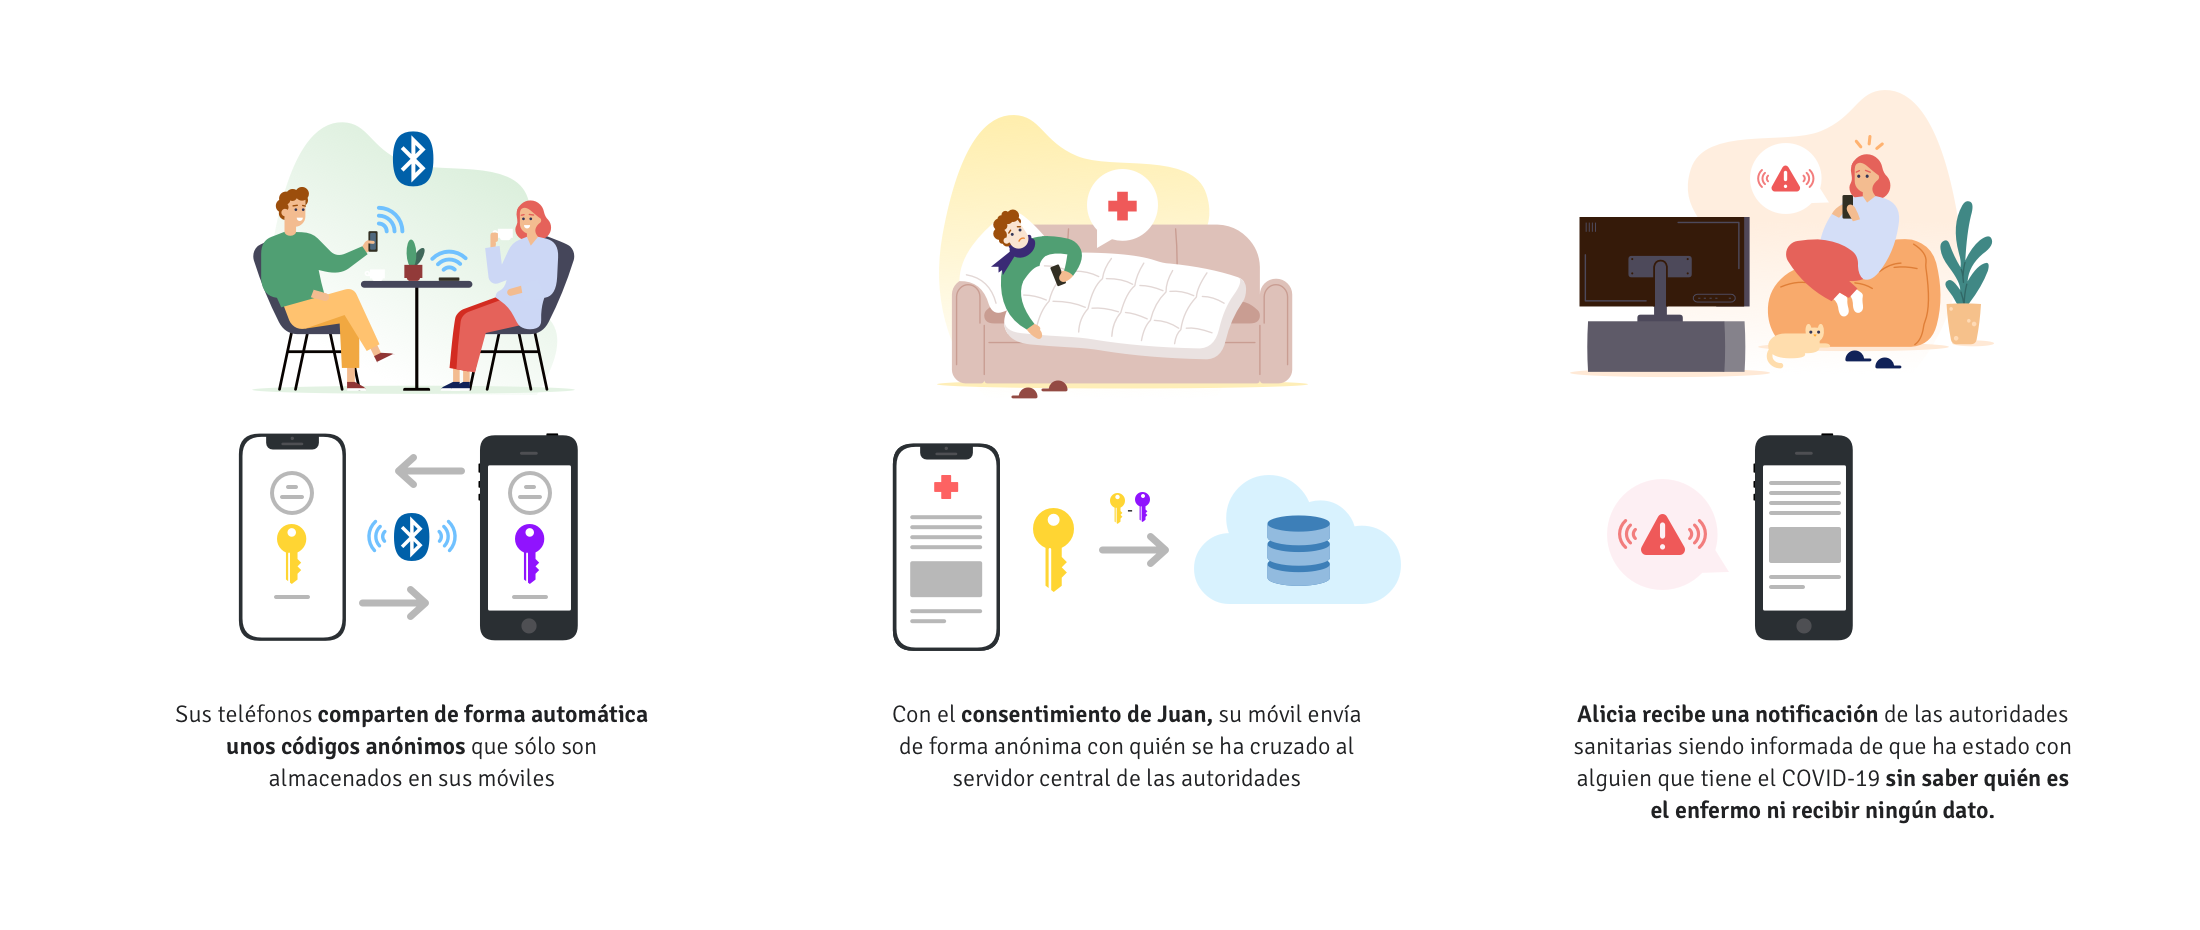 Sus teléfonos comparten de forma automática
unos códigos anónimos que sólo son
almacenados en sus móviles
Con el consentimiento de Juan, su móvil envía
de forma anónima con quién se ha cruzado al
servidor central de las autoridades
Alicia recibe una notificación de las autoridades
sanitarias siendo informada de que ha estado con
alguien que tiene el COVID-19 sin saber quién es
el enfermo ni recibir ningún dato.